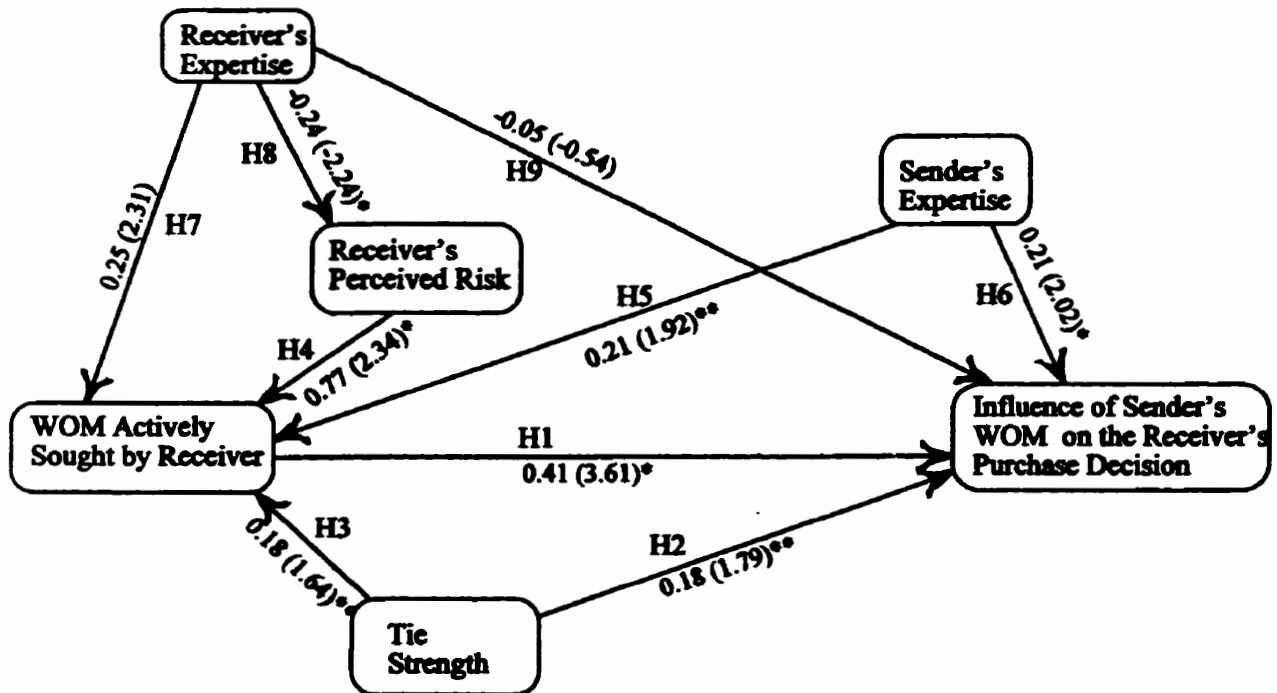 Receiver's
Expertise
-0.24 (-2.24)*
H8
-0.05 (-0.54)
H9
Sender's
Expertise
0.25 (2.31)
H7
Receiver's
Perceived Risk
H5
0.21 (1.92)**
H6
0.21 (2.02)*
H4
0.77 (2.34)*
WOM Actively
Sought by Receiver
H1
0.41 (3.61)*
Influence of Sender's
WOM on the Receiver's
Purchase Decision
H3
0.18 (1.64)**
H2
0.18 (1.79)**
Tie
Strength